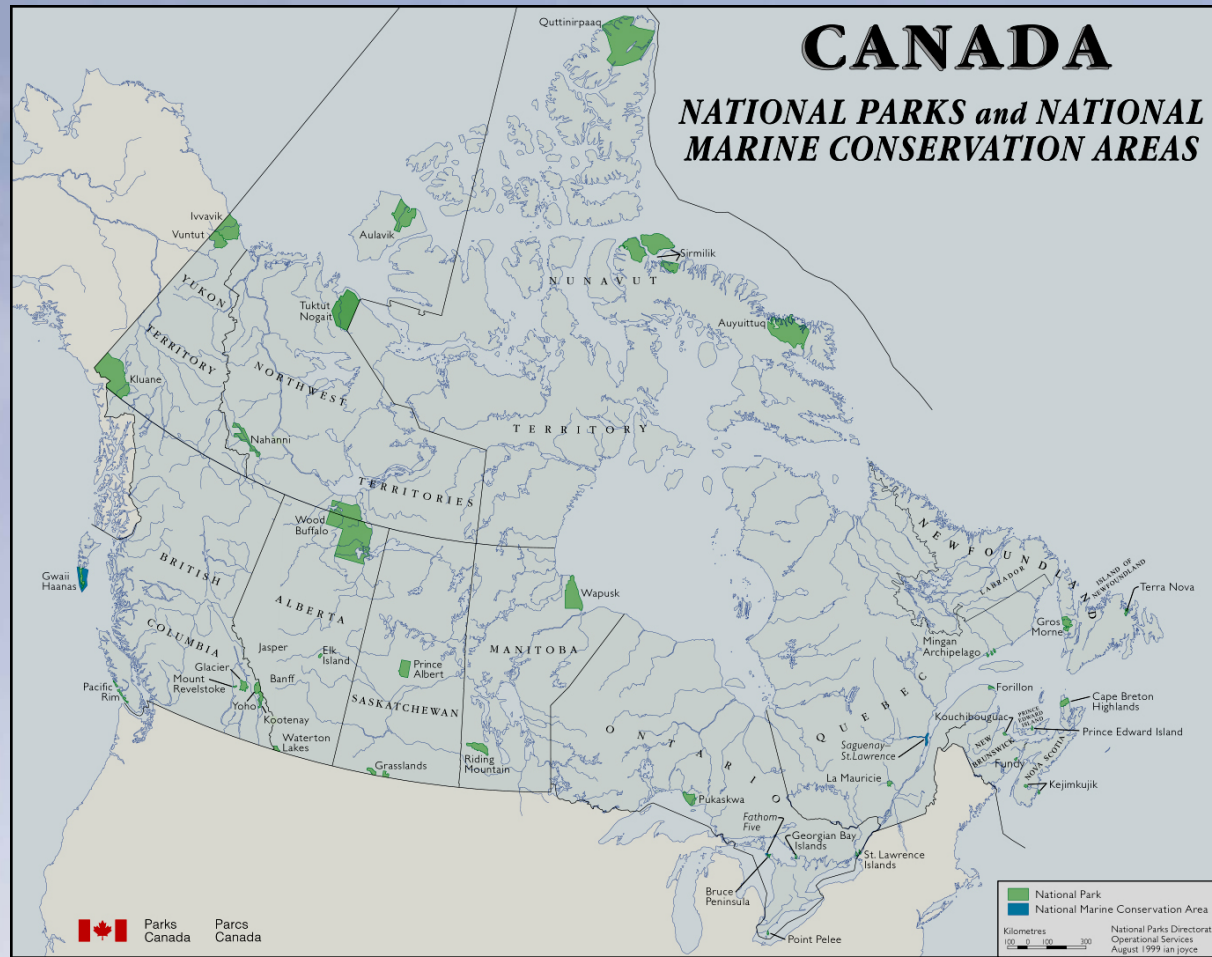 CANADA
NATIONAL PARKS and NATIONAL
MARINE CONSERVATION AREAS
Quttinirpaaq
Ivvavik
Vuntut
Aulavik
Sirmilik
NUNAVUT
YUKON
TERRITORY
Tuktut
Nogait
Auyuittuq
Kluane
NORTHWEST
TERRITORIES
TERRITORY
Nahanni
Wood
Buffalo
Gwaii
Haanas
BRITISH
COLUMBIA
ALBERTA
Wapusk
NEWFOUNDLAND
LABRADOR
ISLAND OF
NEWFOUNDLAND
Terra Nova
Gros
Morne
Mingan
Archipelago
Jasper
Elk
Island
Prince
Albert
MANITOBA
Glacier
Mount
Revelstoke
Banff
Yoho
Kootenay
Pacific
Rim
SASKATCHEWAN
Waterton
Lakes
Grasslands
Riding
Mountain
ONTARIO
QUEBEC
Forillon
Cape Breton
Highlands
Kouchibouguac
PRINCE
EDWARD
ISLAND
Prince Edward Island
Saguenay
St.Lawrence
NEW
BRUNSWICK
Fundy
NOVA SCOTIA
Kejimkujik
La Mauricie
Pukaskwa
Fathom
Five
Georgian Bay
Islands
St. Lawrence
Islands
Bruce
Peninsula
Point Pelee
Parks
Canada
Parcs
Canada
National Park
National Marine Conservation Area
Kilometres
100 0 100 300
National Parks Directorat
Operational Services
August 1999 ian joyce